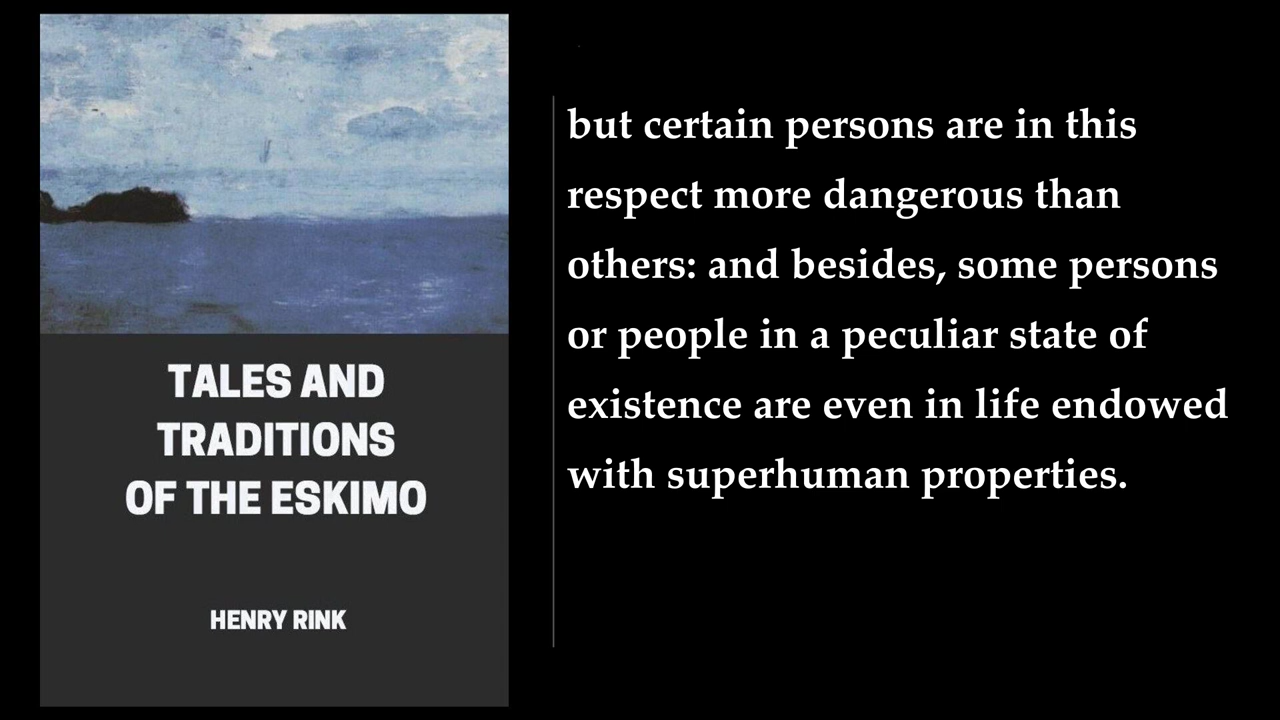 TALES AND
TRADITIONS
OF THE ESKIMO
HENRY RINK
but certain persons are in this
respect more dangerous than
others: and besides, some persons
or people in a peculiar state of
existence are even in life endowed
with superhuman properties.